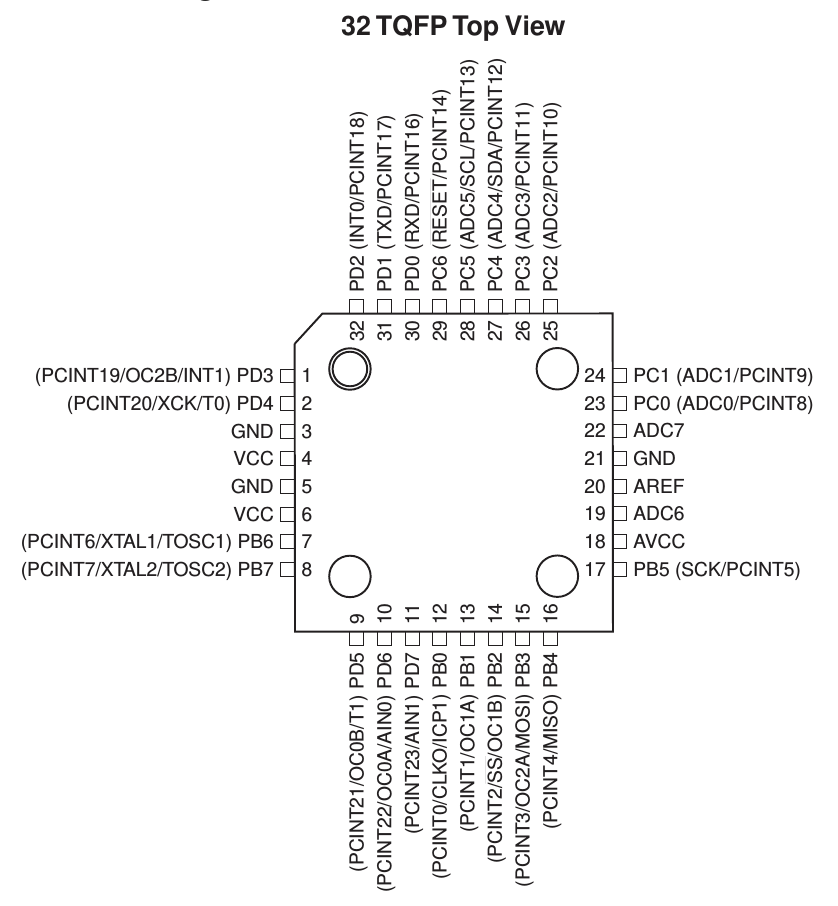 32 TQFP Top View
PD2 (INT0/PCINT18)
PD1 (TXD/PCINT17)
PD0 (RXD/PCINT16)
PC6 (RESET/PCINT14)
PC5 (ADC5/SCL/PCINT13)
PC4 (ADC4/SDA/PCINT12)
PC3 (ADC3/PCINT11)
PC2 (ADC2/PCINT10)
32
31
30
29
28
27
26
25
(PCINT19/OC2B/INT1) PD3 1
(PCINT20/XCK/T0) PD4 2
GND 3
VCC 4
GND 5
VCC 6
(PCINT6/XTAL1/TOSC1) PB6 7
(PCINT7/XTAL2/TOSC2) PB7 8
24 PC1 (ADC1/PCINT9)
23 PC0 (ADC0/PCINT8)
22 ADC7
21 GND
20 AREF
19 ADC6
18 AVCC
17 PB5 (SCK/PCINT5)
9
10
11
12
13
14
15
16
(PCINT21/OC0B/T1) PD5
(PCINT22/OC0A/AIN0) PD6
(PCINT23/AIN1) PD7
(PCINT0/CLKO/ICP1) PB0
(PCINT1/OC1A) PB1
(PCINT2/SS/OC1B) PB2
(PCINT3/OC2A/MOSI) PB3
(PCINT4/MISO) PB4